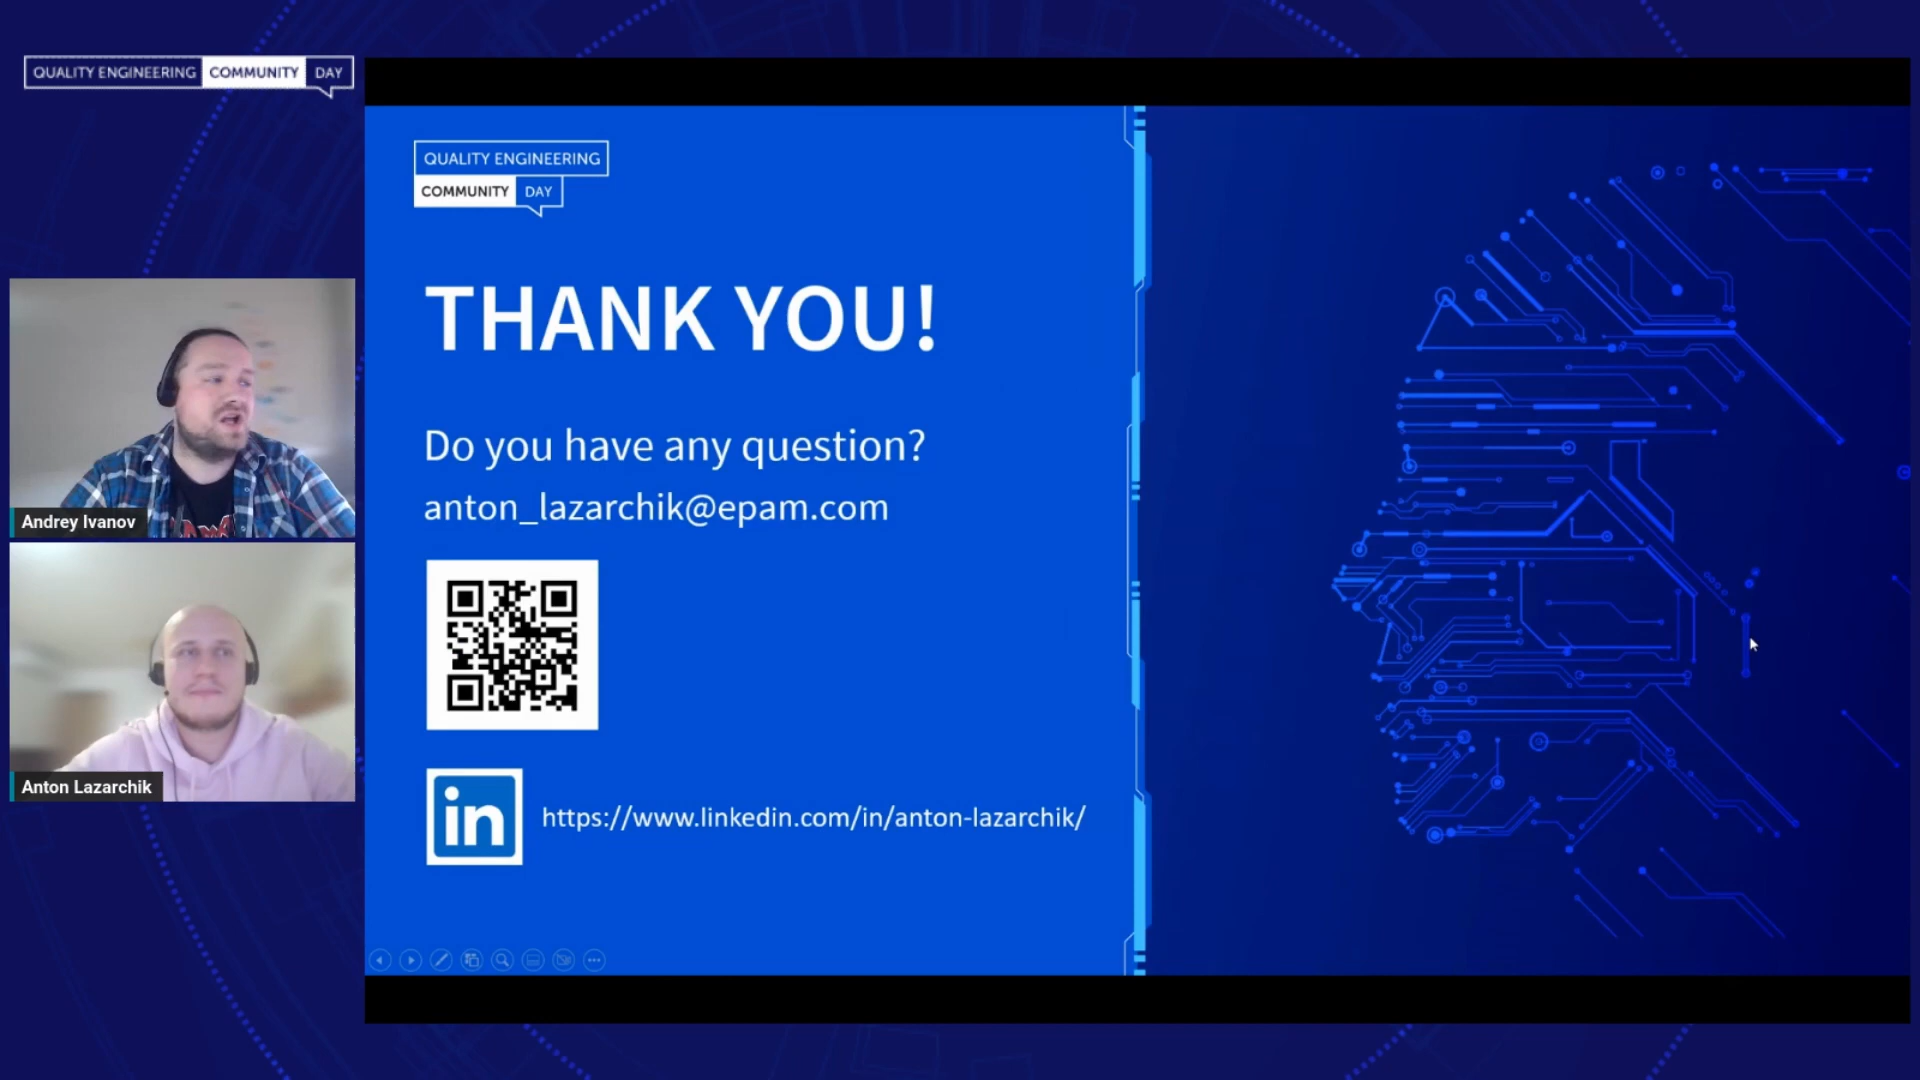 QUALITY ENGINEERING COMMUNITY DAY
QUALITY ENGINEERING
COMMUNITY DAY
THANK YOU!
Do you have any question?
anton_lazarchik@epam.com
in
https://www.linkedin.com/in/anton-lazarchik/
Andrey Ivanov
Anton Lazarchik